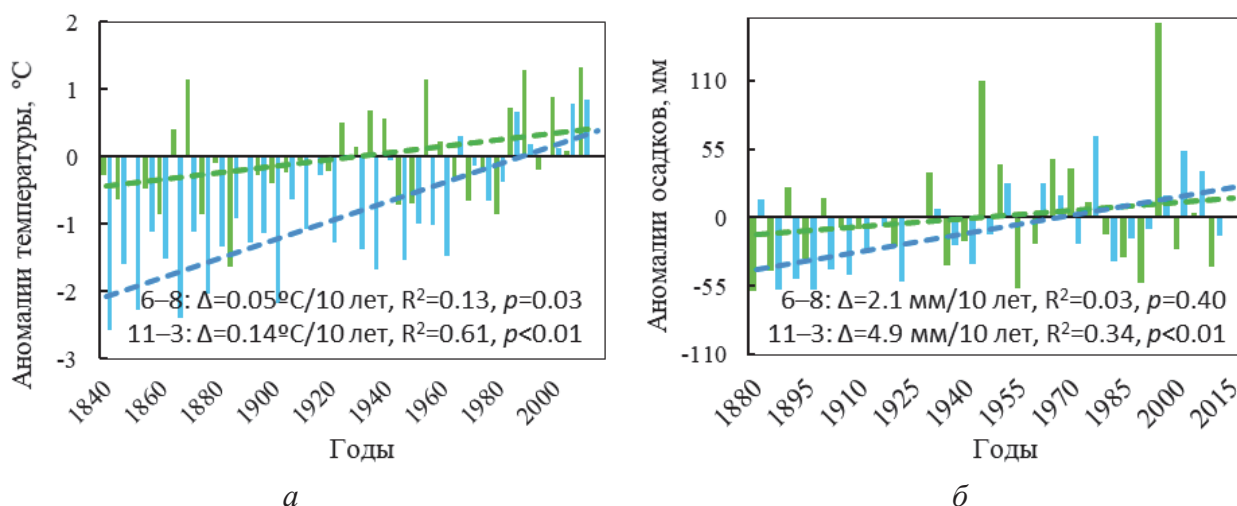 Аномалии температуры, °C
2
1
0
-1
-2
-3
6–8: Δ=0.05ºC/10 лет, R²=0.13, p=0.03
11–3: Δ=0.14ºC/10 лет, R²=0.61, p<0.01
1840 1860 1880 1900 1920 1940 1960 1980 2000
Годы
а
Аномалии осадков, мм
110
55
0
-55
-110
6–8: Δ=2.1 мм/10 лет, R²=0.03, p=0.40
11–3: Δ=4.9 мм/10 лет, R²=0.34, p<0.01
1880 1895 1910 1925 1940 1955 1970 1985 2000 2015
Годы
б